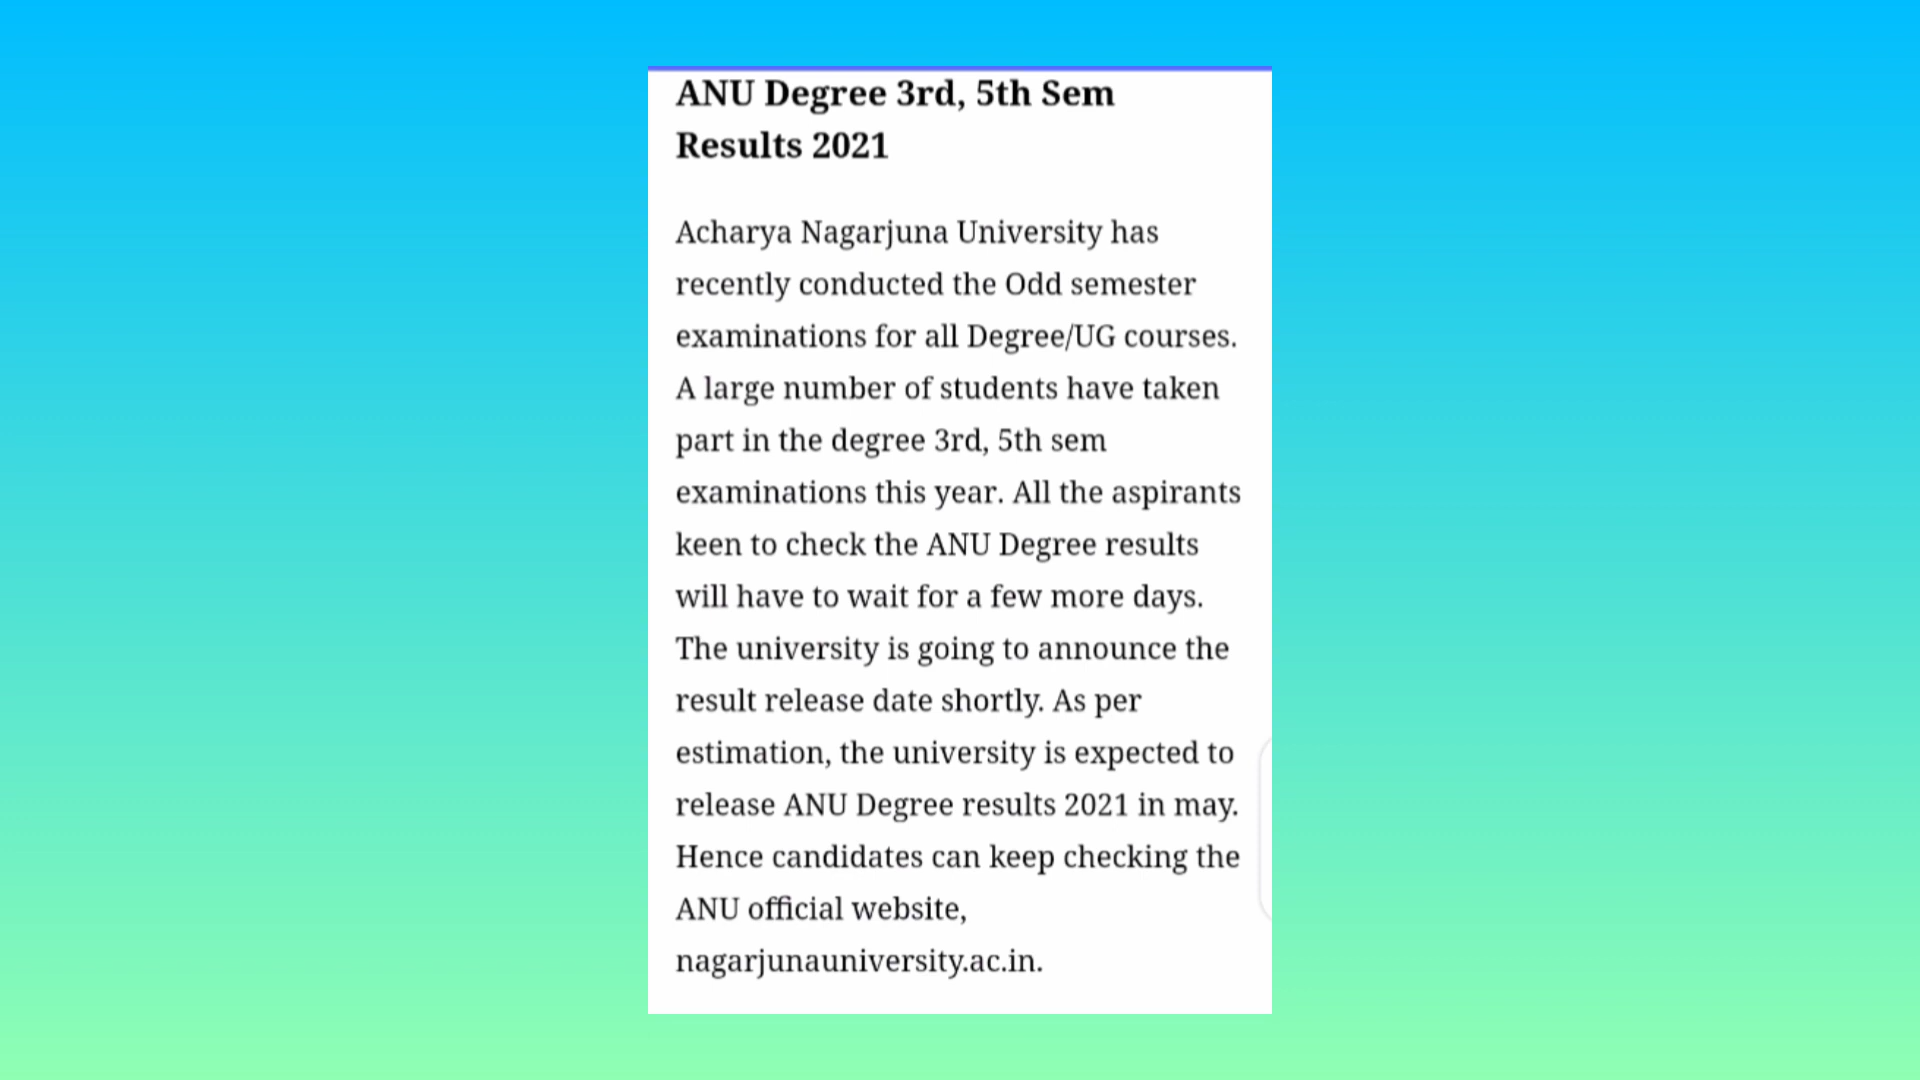 ANU Degree 3rd, 5th Sem
Results 2021
Acharya Nagarjuna University has
recently conducted the Odd semester
examinations for all Degree/UG courses.
A large number of students have taken
part in the degree 3rd, 5th sem
examinations this year. All the aspirants
keen to check the ANU Degree results
will have to wait for a few more days.
The university is going to announce the
result release date shortly. As per
estimation, the university is expected to
release ANU Degree results 2021 in may.
Hence candidates can keep checking the
ANU official website,
nagarjunauniversity.ac.in.